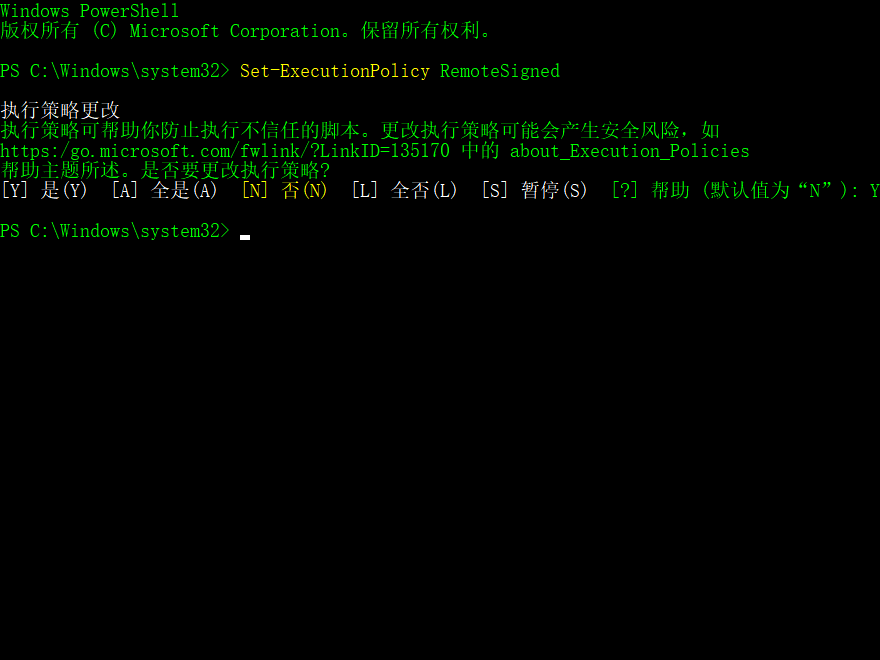 Windows PowerShell
版权所有 (C) Microsoft Corporation。保留所有权利。
PS C:\Windows\system32> Set-ExecutionPolicy RemoteSigned
执行策略更改
执行策略可帮助你防止执行不信任的脚本。更改执行策略可能会产生安全风险，如
https:/go.microsoft.com/fwlink/?LinkID=135170 中的 about_Execution_Policies
帮助主题所述。是否要更改执行策略?
[Y] 是(Y)  [A] 全是(A)  [N] 否(N)  [L] 全否(L)  [S] 暂停(S)  [?] 帮助 (默认值为“N”): Y
PS C:\Windows\system32>